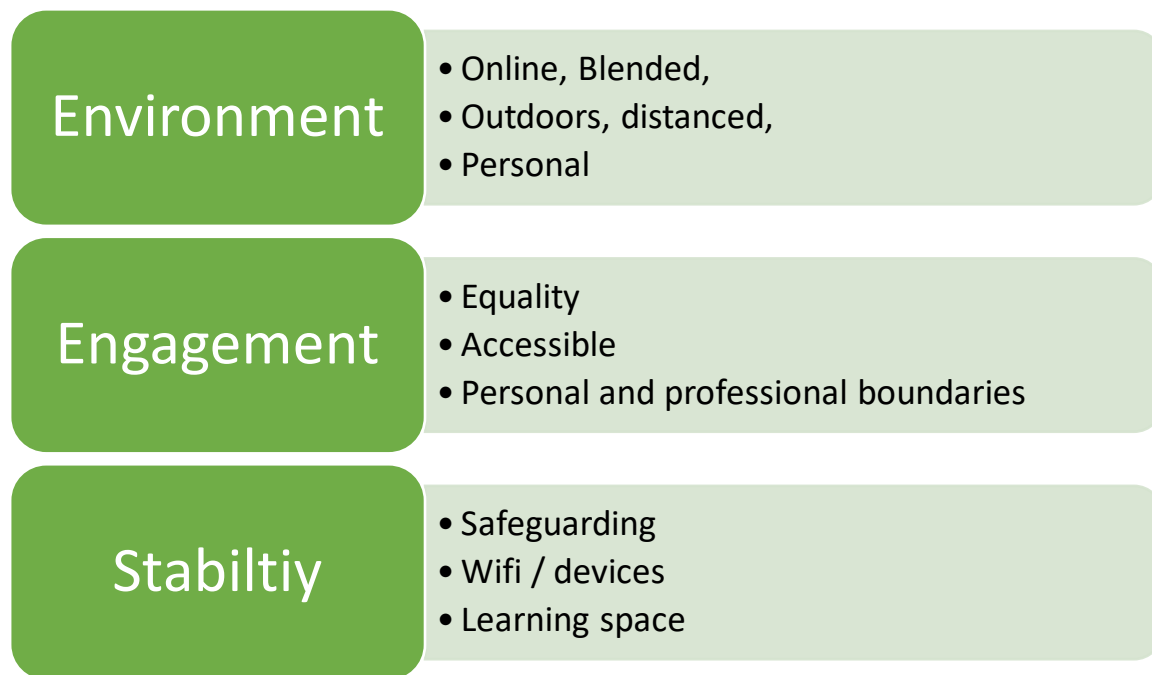 Environment
• Online, Blended,
• Outdoors, distanced,
• Personal
Engagement
• Equality
• Accessible
• Personal and professional boundaries
Stabiltiy
• Safeguarding
• Wifi / devices
• Learning space